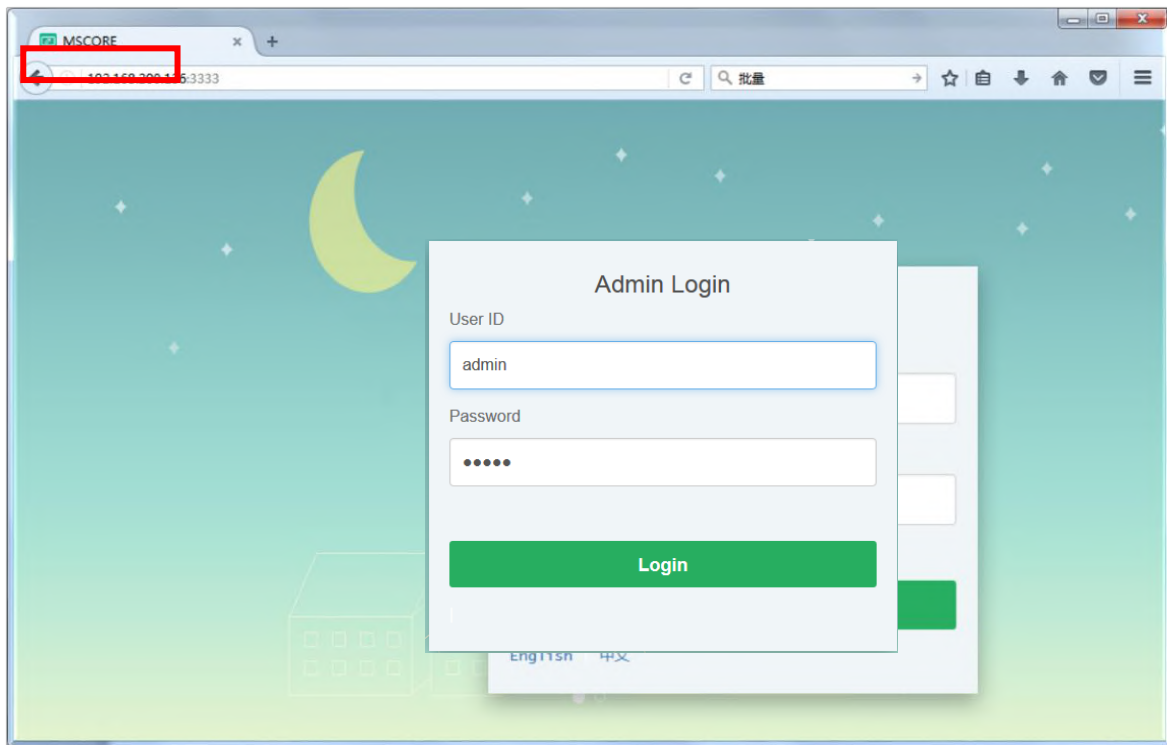 MSCORE
:3333
批量
Admin Login
User ID
admin
Password
•••••
Login
English 中文